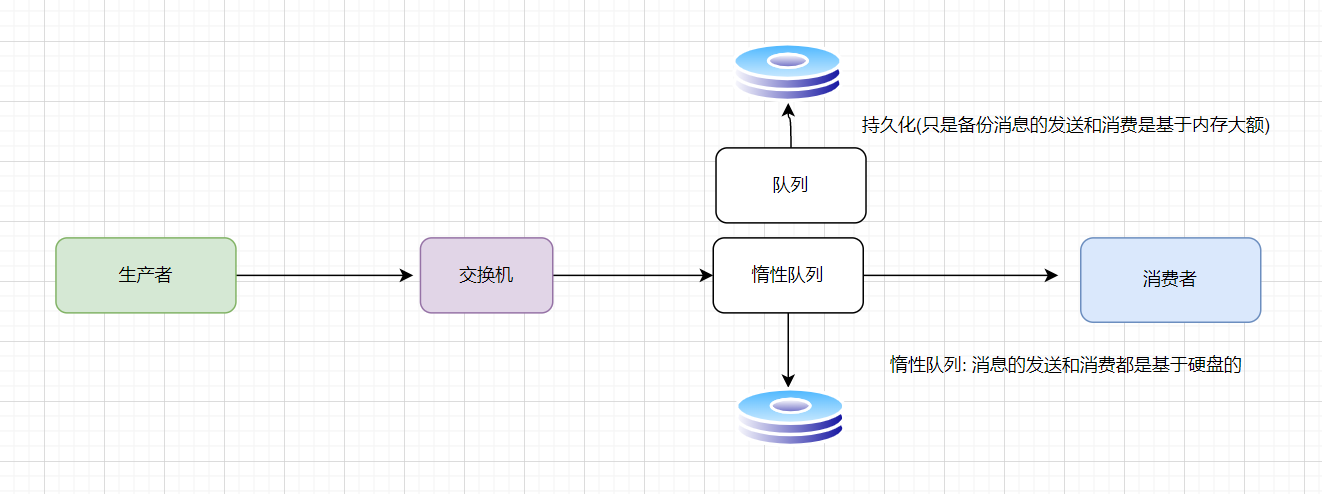 持久化(只是备份消息的发送和消费是基于内存大额)
队列
生产者
交换机
惰性队列
消费者
惰性队列: 消息的发送和消费都是基于硬盘的